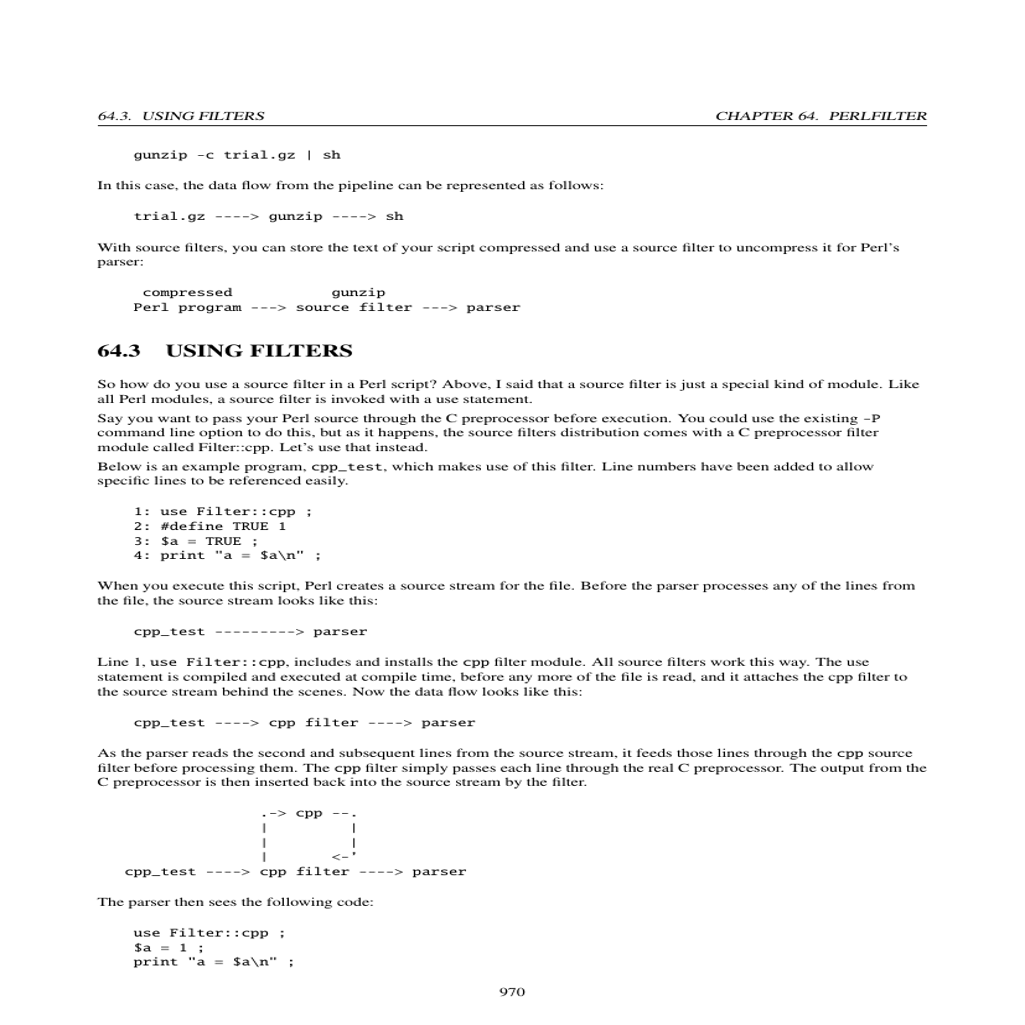 64.3. USING FILTERS CHAPTER 64. PERLFILTER
gunzip -c trial.gz | sh
In this case, the data flow from the pipeline can be represented as follows:
trial.gz ----> gunzip ----> sh
With source filters, you can store the text of your script compressed and use a source filter to uncompress it for Perl's
parser:
compressed gunzip
Perl program ---> source filter ---> parser
64.3 USING FILTERS
So how do you use a source filter in a Perl script? Above, I said that a source filter is just a special kind of module. Like
all Perl modules, a source filter is invoked with a use statement.
Say you want to pass your Perl source through the C preprocessor before execution. You could use the existing -P
command line option to do this, but as it happens, the source filters distribution comes with a C preprocessor filter
module called Filter::cpp. Let's use that instead.
Below is an example program, cpp_test, which makes use of this filter. Line numbers have been added to allow
specific lines to be referenced easily.
1: use Filter::cpp ;
2: #define TRUE 1
3: $a = TRUE ;
4: print "a = $a\n" ;
When you execute this script, Perl creates a source stream for the file. Before the parser processes any of the lines from
the file, the source stream looks like this:
cpp_test ---------> parser
Line 1, use Filter::cpp, includes and installs the cpp filter module. All source filters work this way. The use
statement is compiled and executed at compile time, before any more of the file is read, and it attaches the cpp filter to
the source stream behind the scenes. Now the data flow looks like this:
cpp_test ----> cpp filter ----> parser
As the parser reads the second and subsequent lines from the source stream, it feeds those lines through the cpp source
filter before processing them. The cpp filter simply passes each line through the real C preprocessor. The output from the
C preprocessor is then inserted back into the source stream by the filter.
.-> cpp --.
| |
| |
| <-'
cpp_test ----> cpp filter ----> parser
The parser then sees the following code:
use Filter::cpp ;
$a = 1 ;
print "a = $a\n" ;
970